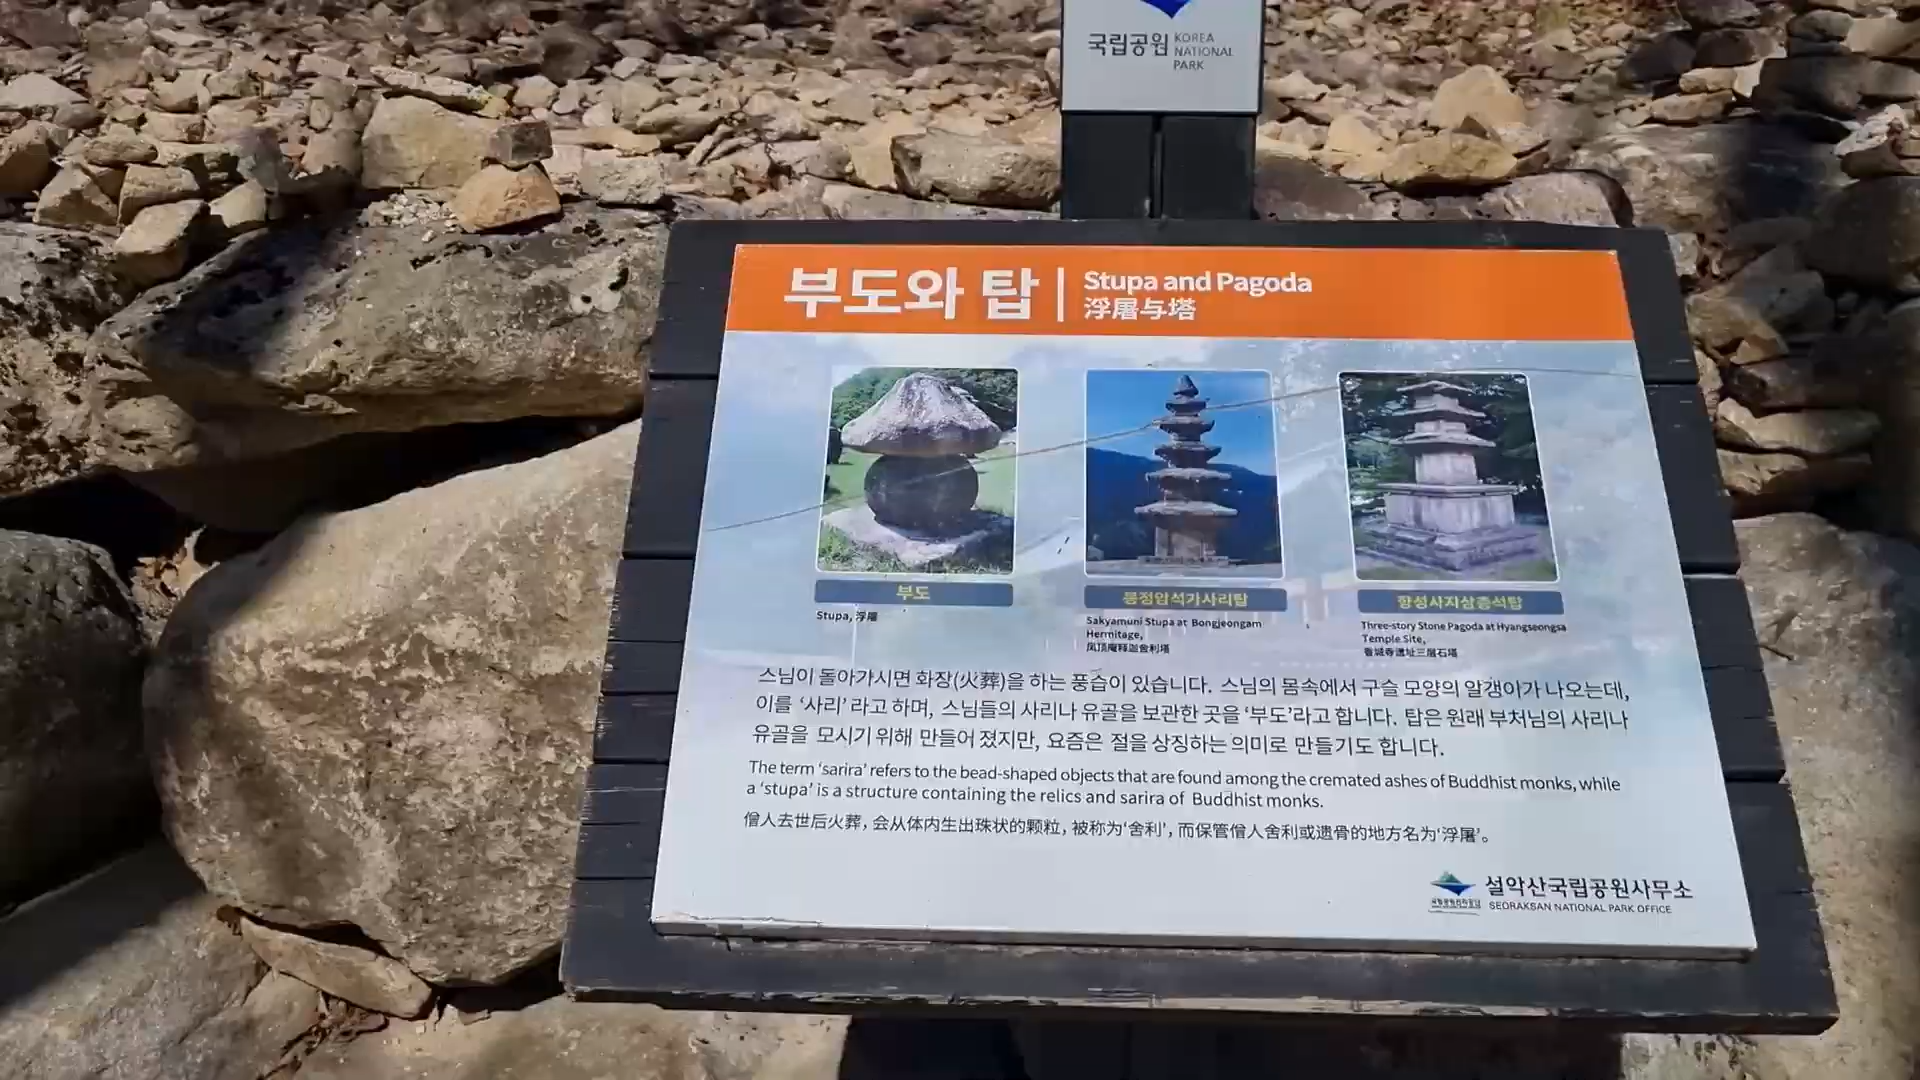 국립공원
KOREA
NATIONAL
PARK
부도와 탑
Stupa and Pagoda
浮屠与塔
부도
Stupa, 浮屠
봉정암석가사리탑
Sakyamuni Stupa at Bongjeongam
Hermitage,
凤顶庵释迦舍利塔
향성사지삼층석탑
Three-story Stone Pagoda at Hyangseongsa
Temple Site,
香城寺遗址三层石塔
스님이 돌아가시면 화장(火葬)을 하는 풍습이 있습니다. 스님의 몸속에서 구슬 모양의 알갱이가 나오는데,
이를 ‘사리’ 라고 하며, 스님들의 사리나 유골을 보관한 곳을 ‘부도’라고 합니다. 탑은 원래 부처님의 사리나
유골을 모시기 위해 만들어 졌지만, 요즘은 절을 상징하는 의미로 만들기도 합니다.
The term ‘sarira’ refers to the bead-shaped objects that are found among the cremated ashes of Buddhist monks, while
a ‘stupa’ is a structure containing the relics and sarira of Buddhist monks.
僧人去世后火葬，会从体内生出珠状的颗粒，被称为‘舍利’，而保管僧人舍利或遗骨的地方名为‘浮屠’。
설악산국립공원사무소
SEORAKSAN NATIONAL PARK OFFICE